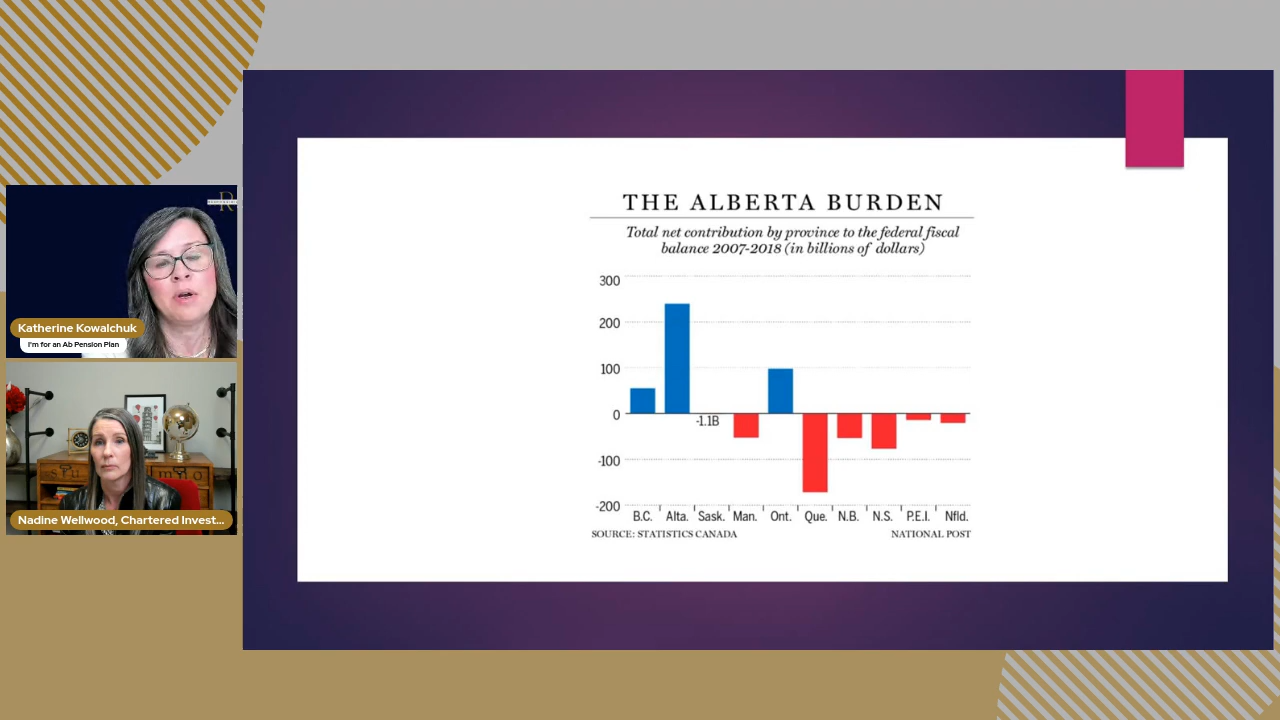 THE ALBERTA BURDEN
Total net contribution by province to the federal fiscal
balance 2007-2018 (in billions of dollars)
300
200
100
0
-100
-200
-1.1B
B.C. Alta. Sask. Man. Ont. Que. N.B. N.S. P.E.I. Nfld.
SOURCE: STATISTICS CANADA
NATIONAL POST
R
Katherine Kowalchuk
I'm for an Ab Pension Plan
Nadine Wellwood, Chartered Invest...